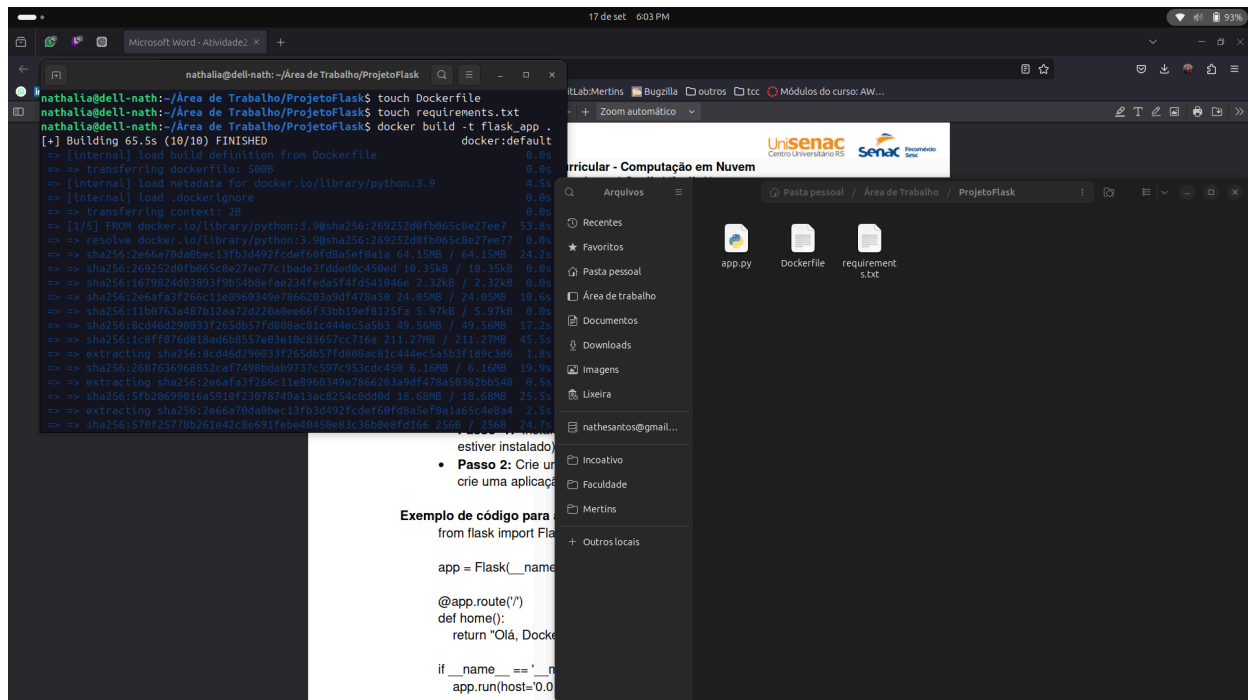 17 de set 6:03 PM
93%
Microsoft Word - Atividade2
nathalia@dell-nath: ~/Área de Trabalho/ProjetoFlask
nathalia@dell-nath:~/Área de Trabalho/ProjetoFlask$ touch Dockerfile
nathalia@dell-nath:~/Área de Trabalho/ProjetoFlask$ touch requirements.txt
nathalia@dell-nath:~/Área de Trabalho/ProjetoFlask$ docker build -t flask_app .
[+] Building 65.5s (10/10) FINISHED docker:default
=> [internal] load build definition from Dockerfile 0.0s
=> => transferring dockerfile: 500B 0.0s
=> [internal] load metadata for docker.io/library/python:3.9 4.5s
=> [internal] load .dockerignore 0.0s
=> => transferring context: 2B 0.0s
=> [1/5] FROM docker.io/library/python:3.9@sha256:269252d0fb065c8e27ee7 53.8s
=> => resolve docker.io/library/python:3.9@sha256:269252d0fb065c8e27ee77 0.0s
=> => sha256:2e66a70da0bec13fb3d492fcdef60fd8a5ef0a1a 64.15MB / 64.15MB 24.2s
=> => sha256:269252d0fb065c8e27ee77c1bade3fdded0c450ed 10.35kB / 10.35kB 0.0s
=> => sha256:1679824d03893f9b54b8efae234feda5f4fd541046e 2.32kB / 2.32kB 0.0s
=> => sha256:2e6afa3f266c11e8960349e7866203a9df478a50 24.05MB / 24.05MB 10.6s
=> => sha256:11b0763a487b12aa72d220a0ee66f33bb19ef8125fa 5.97kB / 5.97kB 0.0s
=> => sha256:8cd46d290033f265db57fd808ac81c444ec5a5b3 49.56MB / 49.56MB 17.2s
=> => sha256:1c8ff076d818ad6b8557e03e10c83657cc716a 211.27MB / 211.27MB 45.5s
=> => extracting sha256:8cd46d290033f265db57fd808ac81c444ec5a5b3f189c3d6 1.8s
=> => sha256:2607636968852caf7498bdab9737c597c953cdc450 6.16MB / 6.16MB 19.9s
=> => extracting sha256:2e6afa3f266c11e8960349e7866203a9df478a50362bb548 0.5s
=> => sha256:5fb20699016a5910f23078749a13ac8254c0dd0d 18.68MB / 18.68MB 25.5s
=> => extracting sha256:2e66a70da0bec13fb3d492fcdef60fd8a5ef0a1a65c4e8a4 2.5s
=> => sha256:570f25778b261e42c8e691febe40450e83c36b0e8fd166 256B / 256B 24.7s
itLab:Mertins Bugzilla outros tcc Módulos do curso: AW...
Zoom automático
Unisenac
Centro Universitário RS
Senac Fecomércio Sesc
rricular - Computação em Nuvem
Arquivos
Pasta pessoal / Área de Trabalho / ProjetoFlask
Recentes
Favoritos
Pasta pessoal
Área de trabalho
Documentos
Downloads
Imagens
Lixeira
nathesantos@gmail...
Incoativo
Faculdade
Mertins
Outros locais
app.py
Dockerfile
requirement
s.txt
estiver instalado)
• Passo 2: Crie un
crie uma aplicaçã
Exemplo de código para
from flask import Fla
app = Flask(__name
@app.route('/')
def home():
return "Olá, Docke
if __name__ == '__n
app.run(host='0.0